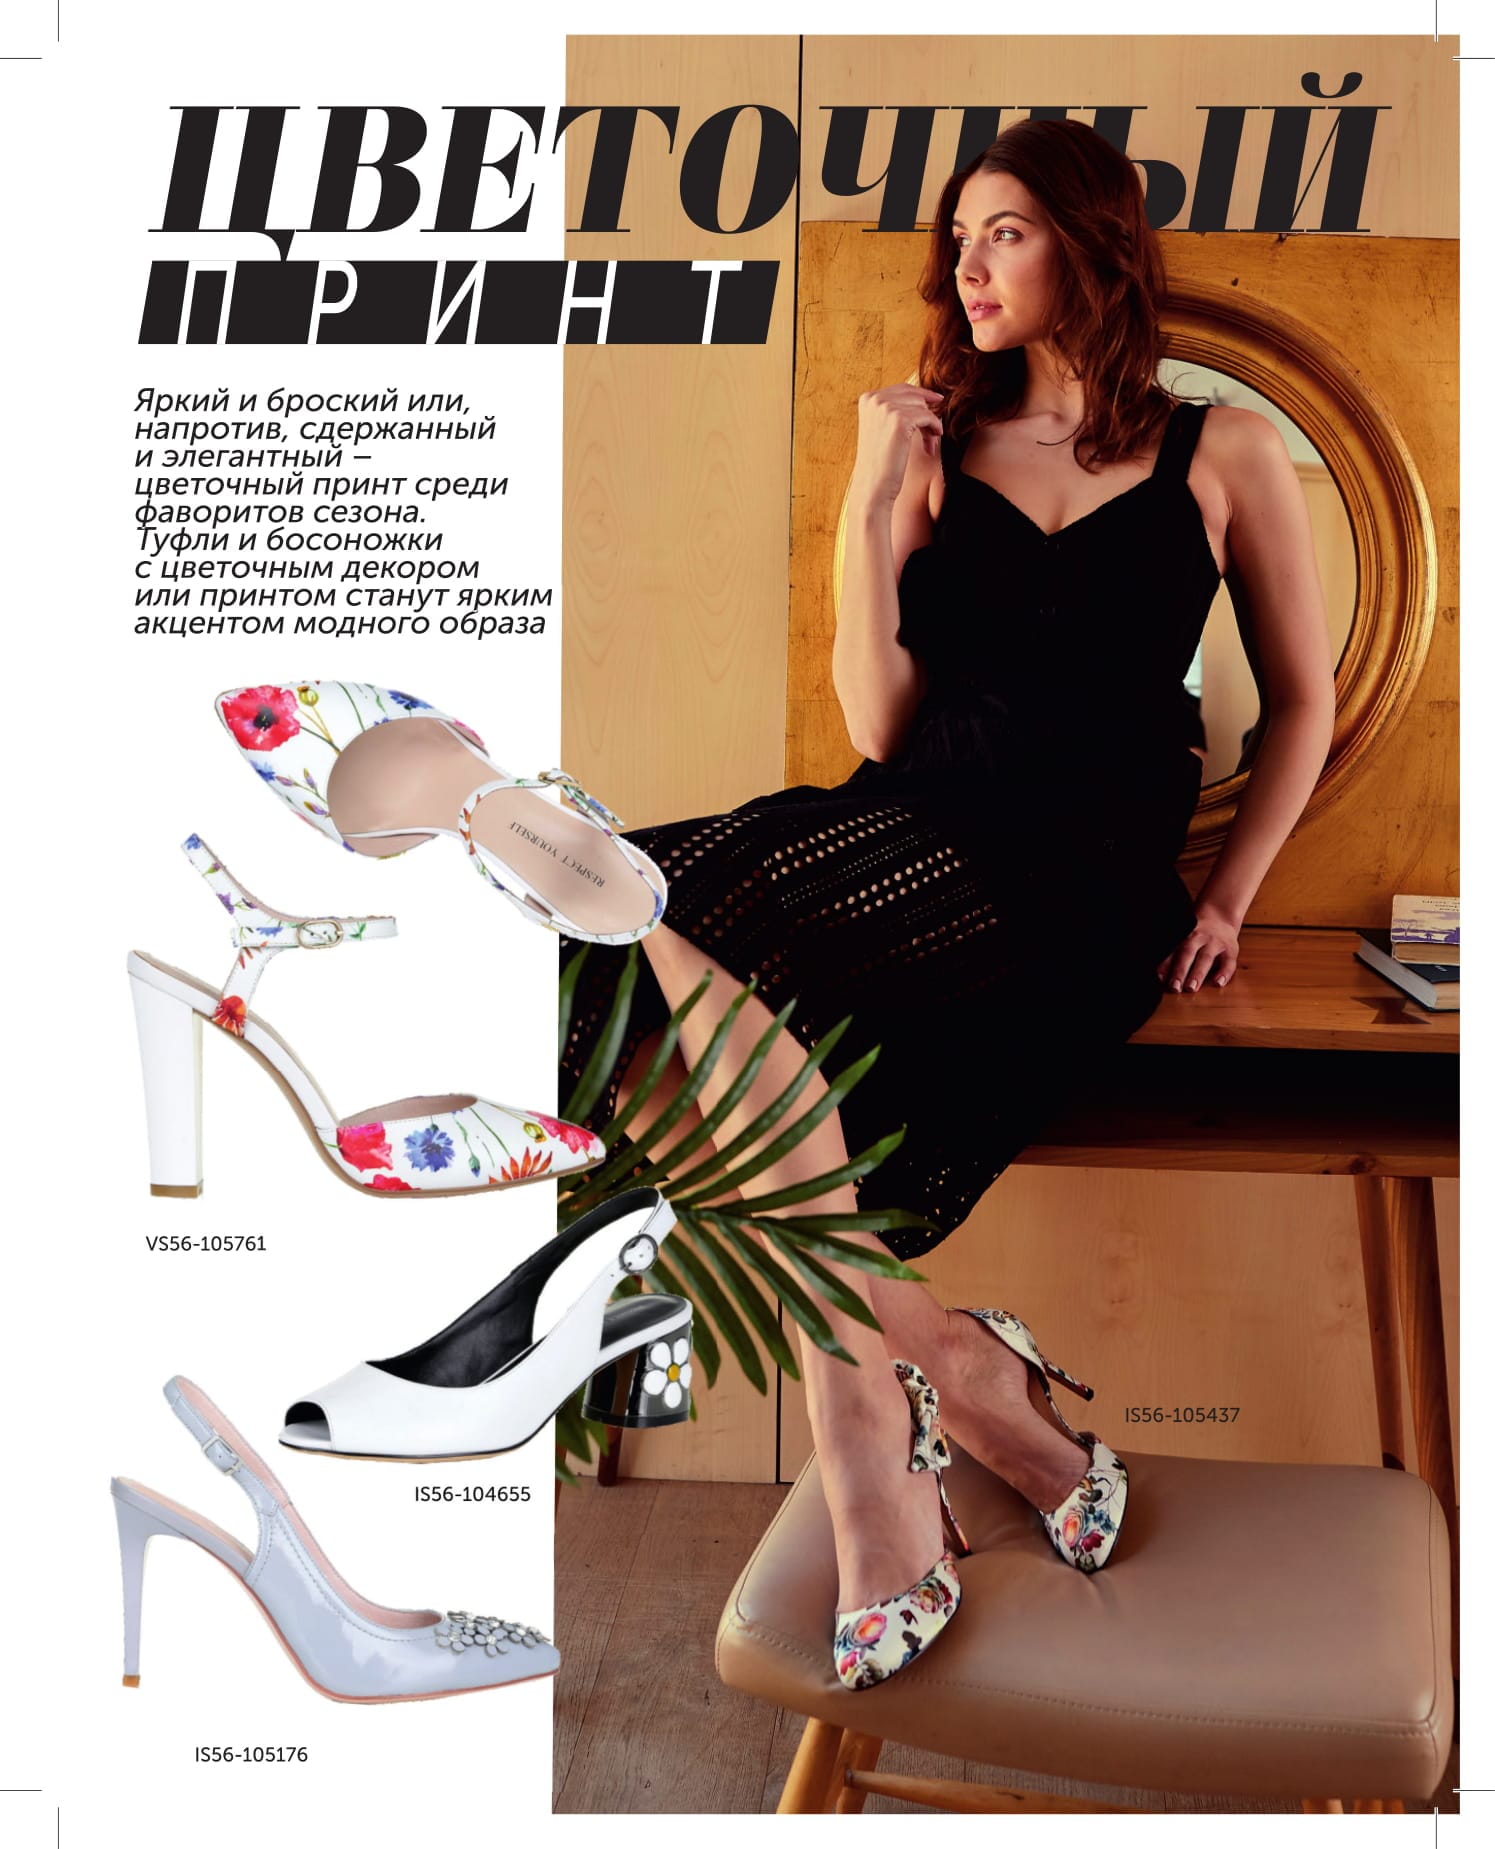 ЦВЕТОЧНЫЙ
ПРИНТ
Яркий и броский или,
напротив, сдержанный
и элегантный –
цветочный принт среди
фаворитов сезона.
Туфли и босоножки
с цветочным декором
или принтом станут ярким
акцентом модного образа
RESPECT YOURSELF
VS56-105761
IS56-105437
IS56-104655
IS56-105176